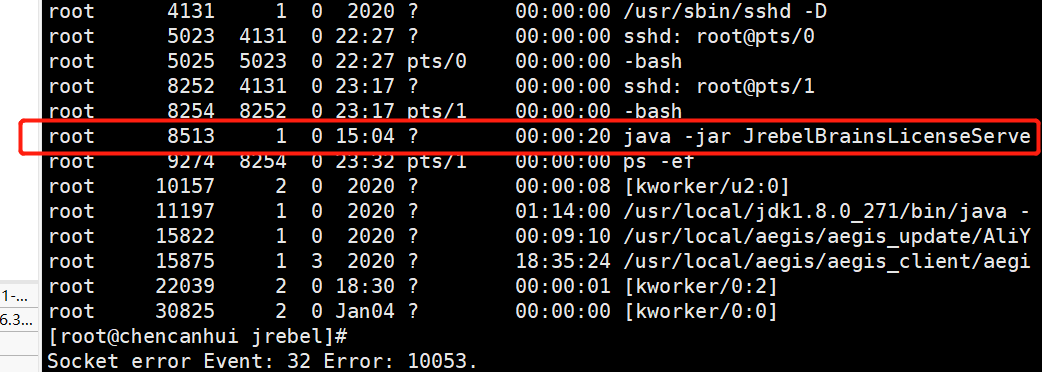 root      4131     1  0  2020 ?        00:00:00 /usr/sbin/sshd -D
root      5023  4131  0 22:27 ?        00:00:00 sshd: root@pts/0
root      5025  5023  0 22:27 pts/0    00:00:00 -bash
root      8252  4131  0 23:17 ?        00:00:00 sshd: root@pts/1
root      8254  8252  0 23:17 pts/1    00:00:00 -bash
root      8513     1  0 15:04 ?        00:00:20 java -jar JrebelBrainsLicenseServe
root      9274  8254  0 23:32 pts/1    00:00:00 ps -ef
root     10157     2  0  2020 ?        00:00:08 [kworker/u2:0]
root     11197     1  0  2020 ?        01:14:00 /usr/local/jdk1.8.0_271/bin/java -
root     15822     1  0  2020 ?        00:09:10 /usr/local/aegis/aegis_update/AliY
root     15875     1  3  2020 ?        18:35:24 /usr/local/aegis/aegis_client/aegi
1-...
root     22039     2  0 18:30 ?        00:00:01 [kworker/0:2]
6.3...
root     30825     2  0 Jan04 ?        00:00:00 [kworker/0:0]
[root@chencanhui jrebel]#
Socket error Event: 32 Error: 10053.